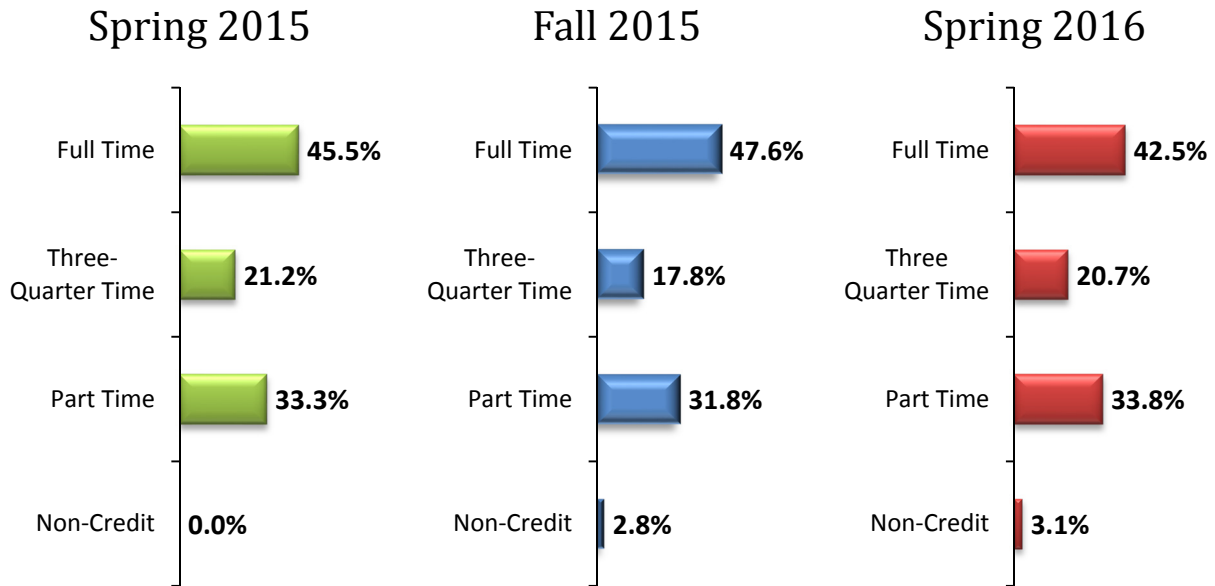 Spring 2015
Full Time
45.5%
Three-
Quarter Time
21.2%
Part Time
33.3%
Non-Credit
0.0%
Fall 2015
Full Time
47.6%
Three-
Quarter Time
17.8%
Part Time
31.8%
Non-Credit
2.8%
Spring 2016
Full Time
42.5%
Three
Quarter Time
20.7%
Part Time
33.8%
Non-Credit
3.1%